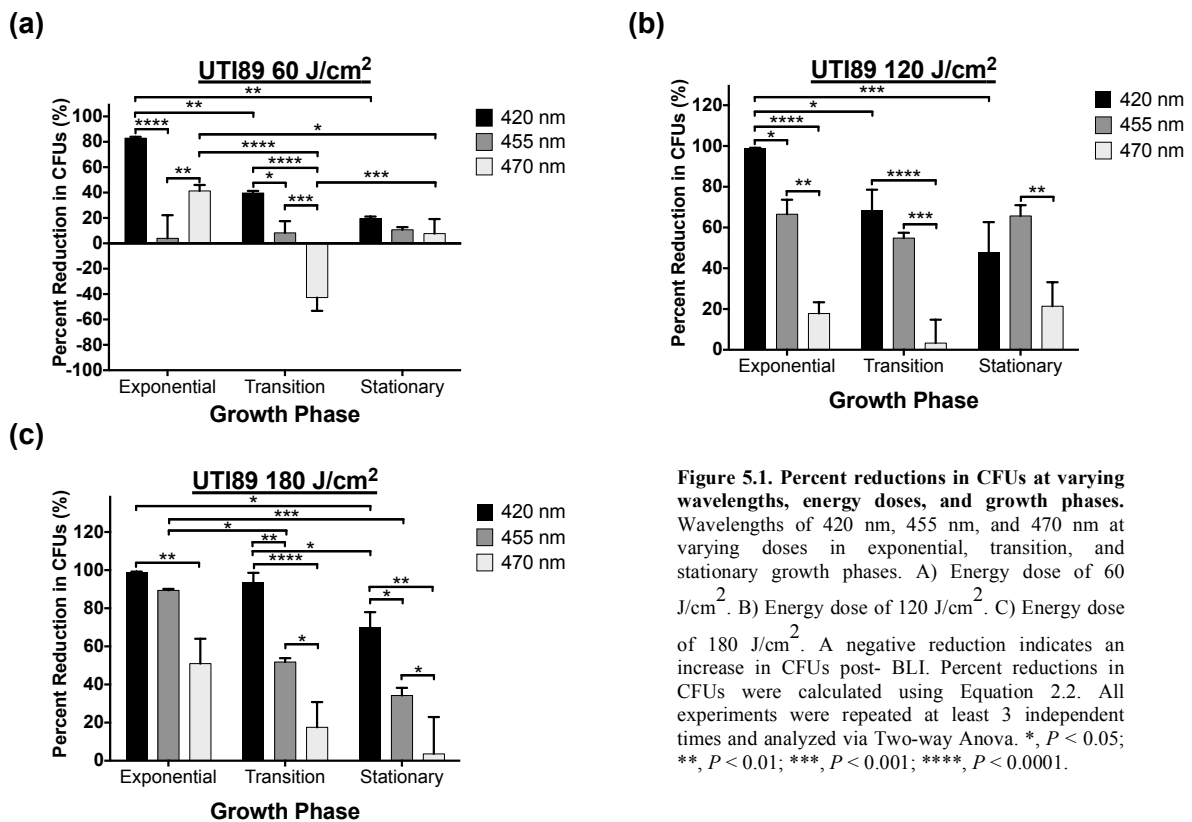 (a)
UTI89 60 J/cm2
Percent Reduction in CFUs (%)
100
80
60
40
20
0
-20
-40
-60
-80
-100
**
**
****
*
****
****
**
*
***
***
420 nm
455 nm
470 nm
Exponential Transition Stationary
Growth Phase
(b)
UTI89 120 J/cm2
Percent Reduction in CFUs (%)
120
100
80
60
40
20
0
***
*
****
*
**
****
***
**
420 nm
455 nm
470 nm
Exponential Transition Stationary
Growth Phase
(c)
UTI89 180 J/cm2
Percent Reduction in CFUs (%)
120
100
80
60
40
20
0
*
***
*
**
*
**
****
**
*
*
*
420 nm
455 nm
470 nm
Exponential Transition Stationary
Growth Phase
Figure 5.1. Percent reductions in CFUs at varying
wavelengths, energy doses, and growth phases.
Wavelengths of 420 nm, 455 nm, and 470 nm at
varying doses in exponential, transition, and
stationary growth phases. A) Energy dose of 60
J/cm2. B) Energy dose of 120 J/cm2. C) Energy dose
of 180 J/cm2. A negative reduction indicates an
increase in CFUs post- BLI. Percent reductions in
CFUs were calculated using Equation 2.2. All
experiments were repeated at least 3 independent
times and analyzed via Two-way Anova. *, P < 0.05;
**, P < 0.01; ***, P < 0.001; ****, P < 0.0001.